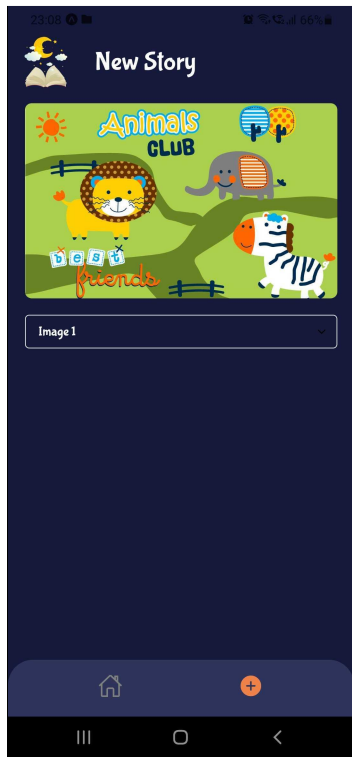 23:08
66%
New Story
Animals
CLUB
best
friends
Image 1